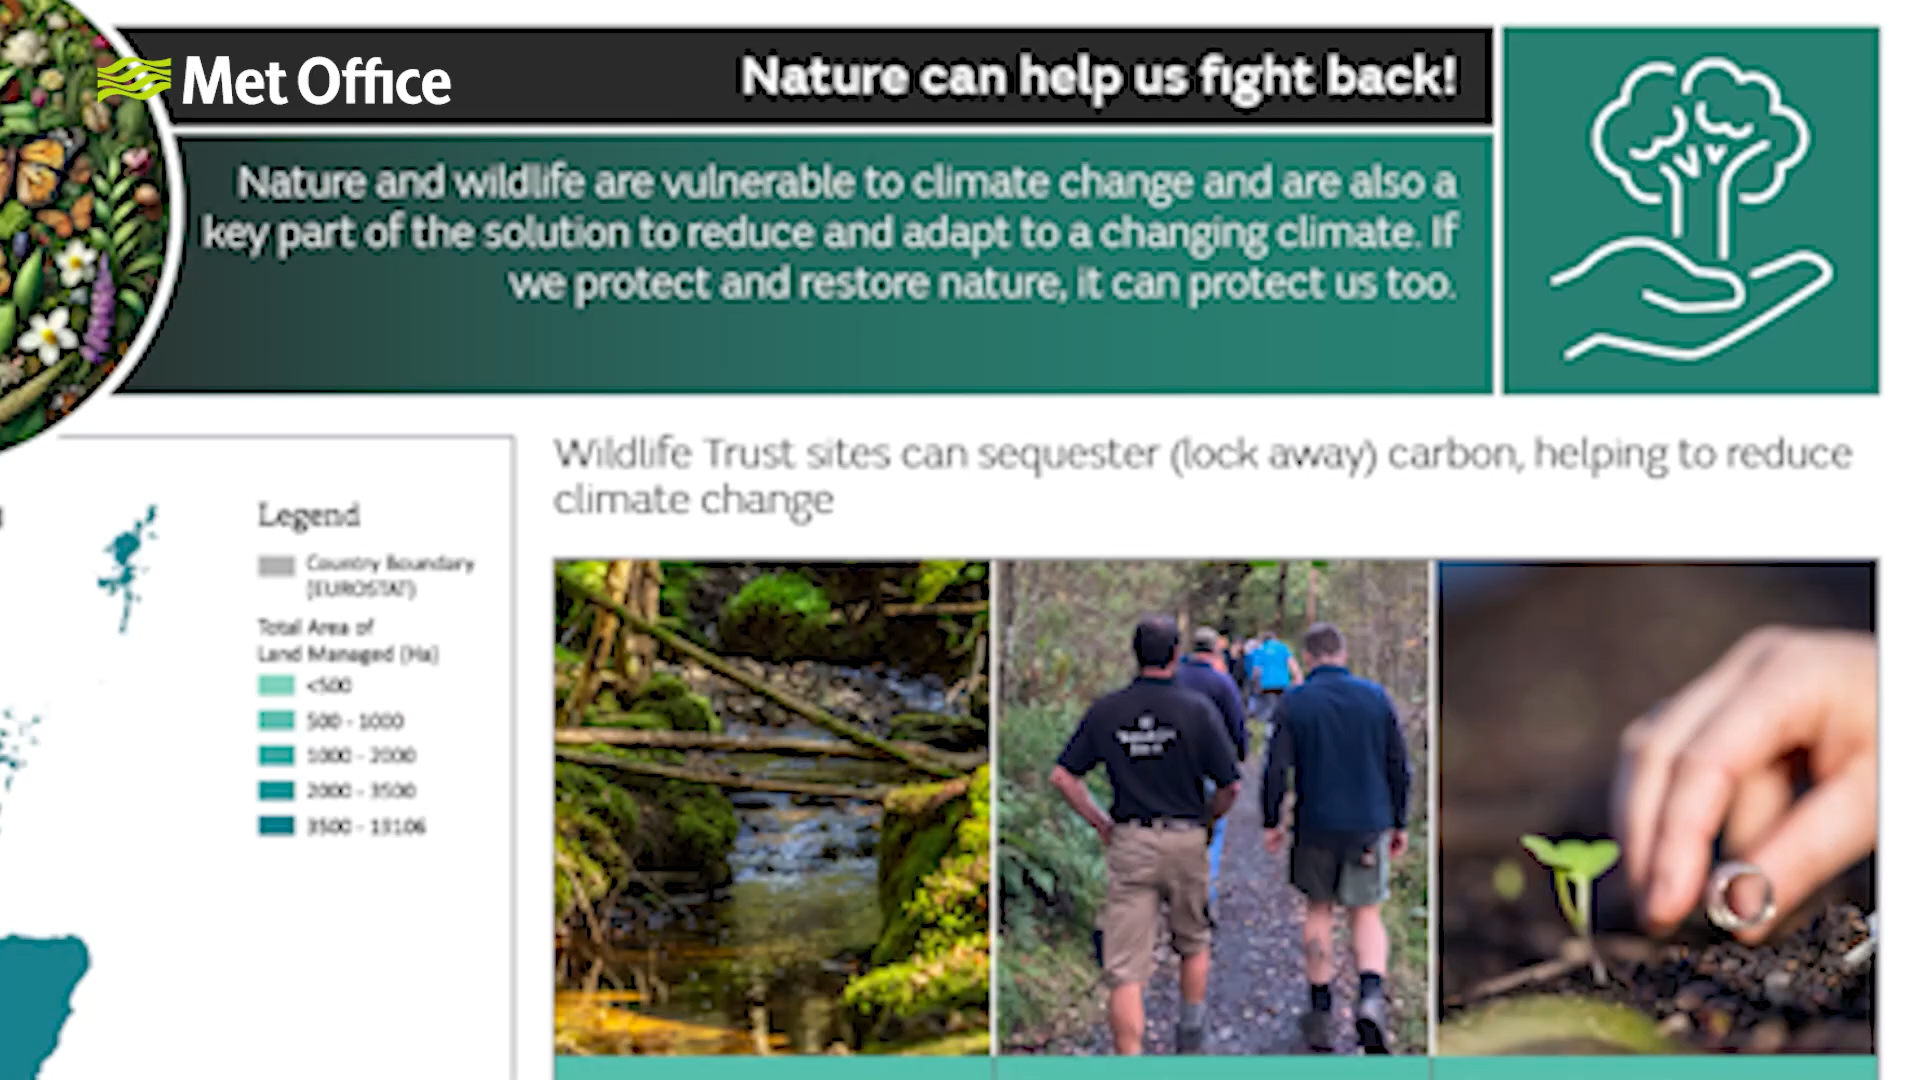 Met Office
Nature can help us fight back!
Nature and wildlife are vulnerable to climate change and are also a
key part of the solution to reduce and adapt to a changing climate. If
we protect and restore nature, it can protect us too.
Wildlife Trust sites can sequester (lock away) carbon, helping to reduce
climate change
Legend
Country Boundary
(EUROSTAT)
Total Area of
Land Managed (Ha)
<500
500 - 1000
1000 - 2000
2000 - 3500
3500 - 19106